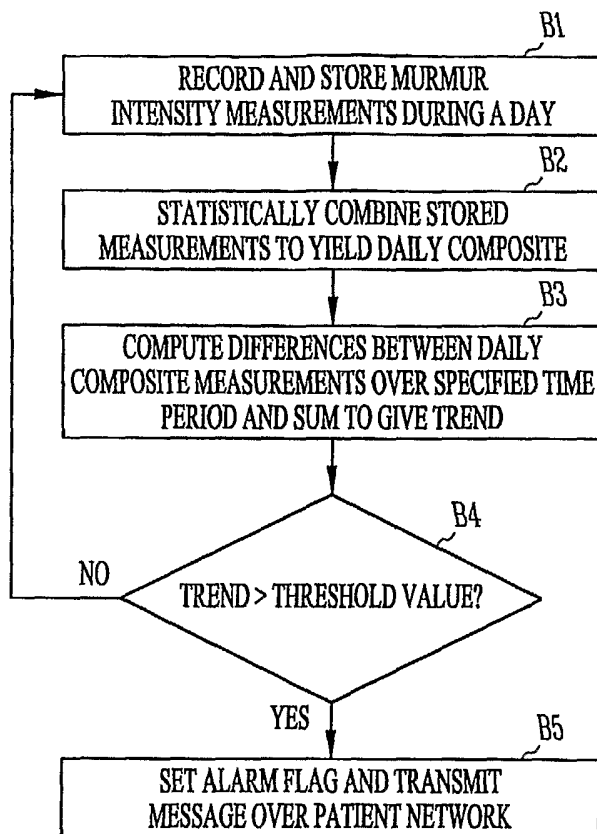 B1
RECORD AND STORE MURMUR
INTENSITY MEASUREMENTS DURING A DAY
B2
STATISTICALLY COMBINE STORED
MEASUREMENTS TO YIELD DAILY COMPOSITE
B3
COMPUTE DIFFERENCES BETWEEN DAILY
COMPOSITE MEASUREMENTS OVER SPECIFIED TIME
PERIOD AND SUM TO GIVE TREND
B4
NO
TREND > THRESHOLD VALUE?
YES
B5
SET ALARM FLAG AND TRANSMIT
MESSAGE OVER PATIENT NETWORK